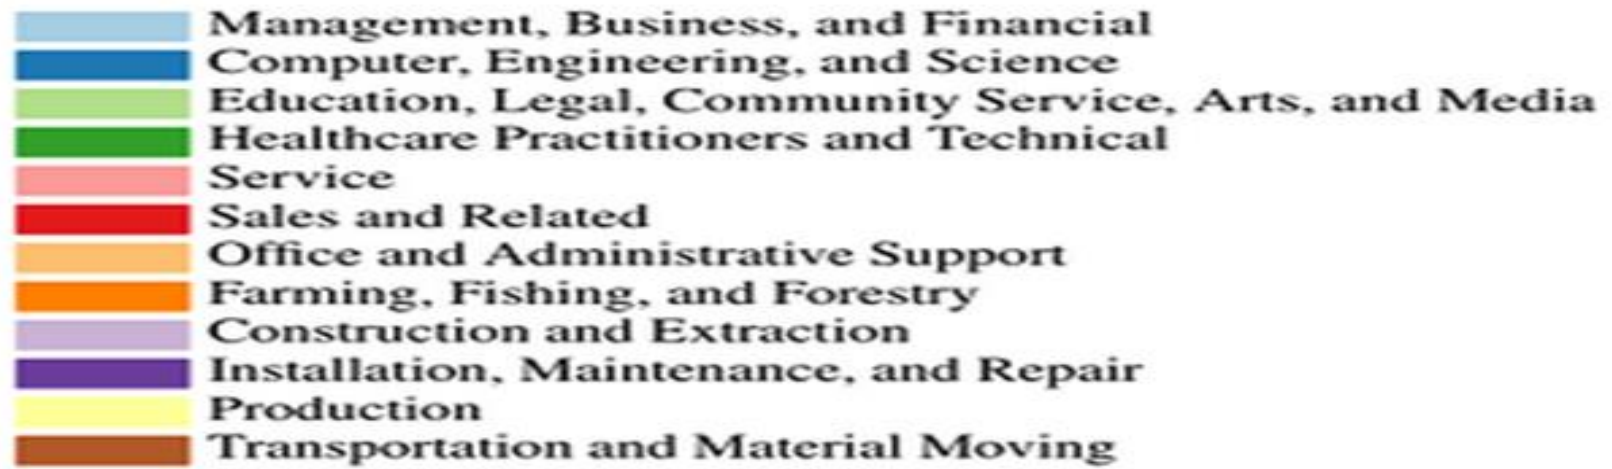 Management, Business, and Financial
Computer, Engineering, and Science
Education, Legal, Community Service, Arts, and Media
Healthcare Practitioners and Technical
Service
Sales and Related
Office and Administrative Support
Farming, Fishing, and Forestry
Construction and Extraction
Installation, Maintenance, and Repair
Production
Transportation and Material Moving